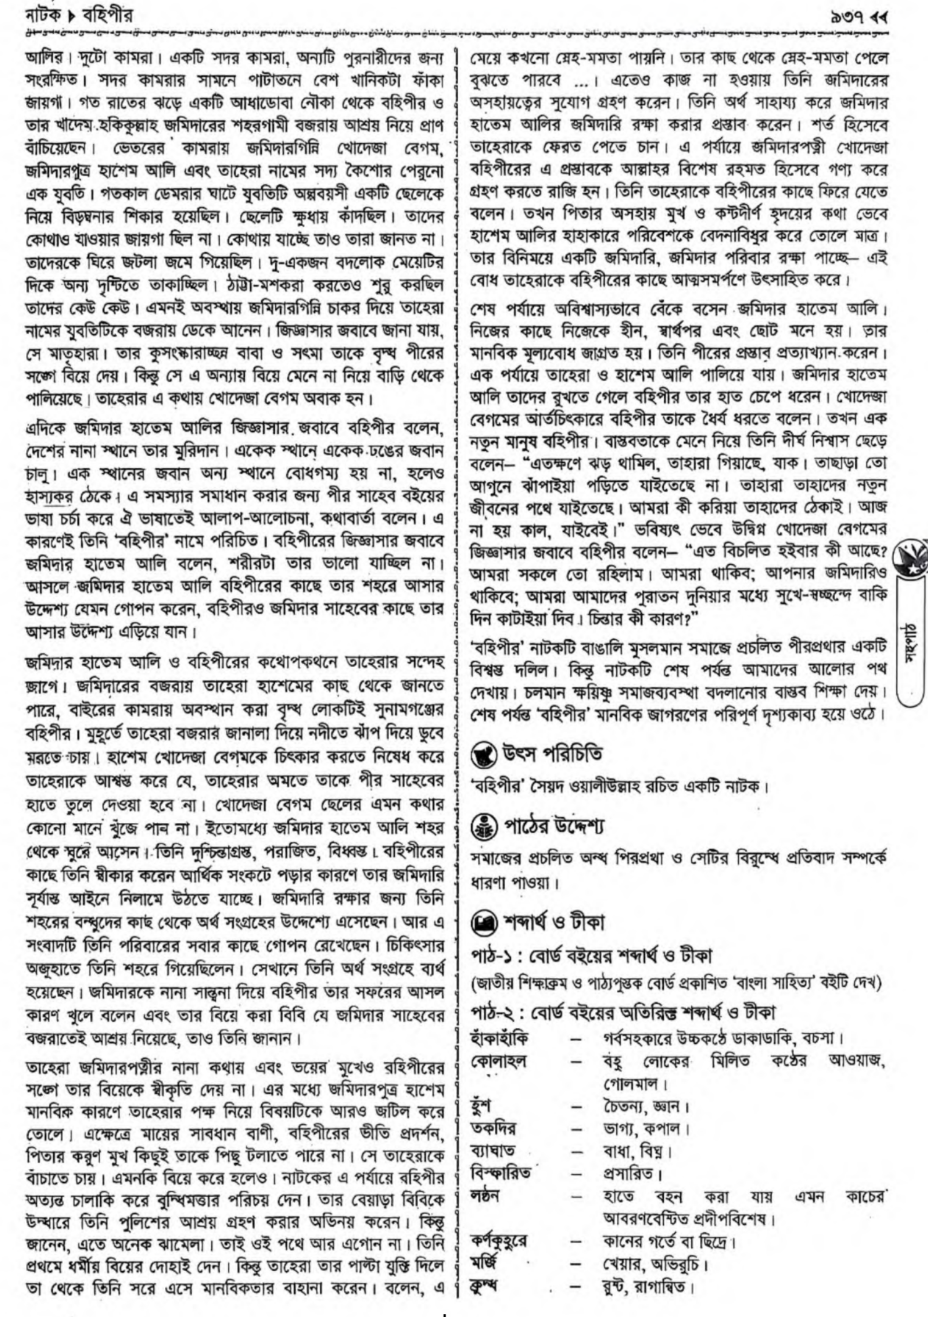 নাটক ▶ বহিপীর
৯৩৭ ◀◀
আলির। দুটো কামরা। একটি সদর কামরা, অন্যটি পুরনারীদের জন্য
সংরক্ষিত। সদর কামরার সামনে পাটাতনে বেশ খানিকটা ফাঁকা
জায়গা। গত রাতের ঝড়ে একটি আধাডোবা নৌকা থেকে বহিপীর ও
তার খাদেম হকিকুল্লাহ জমিদারের শহরগামী বজরায় আশ্রয় নিয়ে প্রাণ
বাঁচিয়েছেন। ভেতরের কামরায় জমিদারগিন্নি খোদেজা বেগম,
জমিদারপুত্র হাশেম আলি এবং তাহেরা নামের সদ্য কৈশোর পেরুনো
এক যুবতি। গতকাল ডেমরার ঘাটে যুবতিটি অল্পবয়সী একটি ছেলেকে
নিয়ে বিড়ম্বনার শিকার হয়েছিল। ছেলেটি ক্ষুধায় কাঁদছিল। তাদের
কোথাও যাওয়ার জায়গা ছিল না। কোথায় যাচ্ছে তাও তারা জানত না।
তাদেরকে ঘিরে জটলা জমে গিয়েছিল। দু-একজন বদলোক মেয়েটির
দিকে অন্য দৃষ্টিতে তাকাচ্ছিল। ঠাট্টা-মশকরা করতেও শুরু করছিল
তাদের কেউ কেউ। এমনই অবস্থায় জমিদারগিন্নি চাকর দিয়ে তাহেরা
নামের যুবতিটিকে বজরায় ডেকে আনেন। জিজ্ঞাসার জবাবে জানা যায়,
সে মাতৃহারা। তার কুসংস্কারাচ্ছন্ন বাবা ও সৎমা তাকে বৃদ্ধ পীরের
সঙ্গে বিয়ে দেয়। কিন্তু সে এ অন্যায় বিয়ে মেনে না নিয়ে বাড়ি থেকে
পালিয়েছে। তাহেরার এ কথায় খোদেজা বেগম অবাক হন।
এদিকে জমিদার হাতেম আলির জিজ্ঞাসার জবাবে বহিপীর বলেন,
দেশের নানা স্থানে তার মুরিদান। একেক স্থানে একেক ঢঙের জবান
চালু। এক স্থানের জবান অন্য স্থানে বোধগম্য হয় না, হলেও
হাস্যকর ঠেকে। এ সমস্যার সমাধান করার জন্য পীর সাহেব বইয়ের
ভাষা চর্চা করে ঐ ভাষাতেই আলাপ-আলোচনা, কথাবার্তা বলেন। এ
কারণেই তিনি 'বহিপীর' নামে পরিচিত। বহিপীরের জিজ্ঞাসার জবাবে
জমিদার হাতেম আলি বলেন, শরীরটা তার ভালো যাচ্ছিল না।
আসলে জমিদার হাতেম আলি বহিপীরের কাছে তার শহরে আসার
উদ্দেশ্য যেমন গোপন করেন, বহিপীরও জমিদার সাহেবের কাছে তার
আসার উদ্দেশ্য এড়িয়ে যান।
জমিদার হাতেম আলি ও বহিপীরের কথোপকথনে তাহেরার সন্দেহ
জাগে। জমিদারের বজরায় তাহেরা হাশেমের কাছ থেকে জানতে
পারে, বাইরের কামরায় অবস্থান করা বৃদ্ধ লোকটিই সুনামগঞ্জের
বহিপীর। মুহূর্তে তাহেরা বজরার জানালা দিয়ে নদীতে ঝাঁপ দিয়ে ডুবে
মরতে চায়। হাশেম খোদেজা বেগমকে চিৎকার করতে নিষেধ করে
তাহেরাকে আশ্বস্ত করে যে, তাহেরার অমতে তাকে পীর সাহেবের
হাতে তুলে দেওয়া হবে না। খোদেজা বেগম ছেলের এমন কথার
কোনো মানে খুঁজে পান না। ইতোমধ্যে জমিদার হাতেম আলি শহর
থেকে ঘুরে আসেন। তিনি দুশ্চিন্তাগ্রস্ত, পরাজিত, বিধ্বস্ত। বহিপীরের
কাছে তিনি স্বীকার করেন আর্থিক সংকটে পড়ার কারণে তার জমিদারি
সূর্যাস্ত আইনে নিলামে উঠতে যাচ্ছে। জমিদারি রক্ষার জন্য তিনি
শহরের বন্ধুদের কাছ থেকে অর্থ সংগ্রহের উদ্দেশ্যে এসেছেন। আর এ
সংবাদটি তিনি পরিবারের সবার কাছে গোপন রেখেছেন। চিকিৎসার
অজুহাতে তিনি শহরে গিয়েছিলেন। সেখানে তিনি অর্থ সংগ্রহে ব্যর্থ
হয়েছেন। জমিদারকে নানা সান্ত্বনা দিয়ে বহিপীর তার সফরের আসল
কারণ খুলে বলেন এবং তার বিয়ে করা বিবি যে জমিদার সাহেবের
বজরাতেই আশ্রয় নিয়েছে, তাও তিনি জানান।
তাহেরা জমিদারপত্নীর নানা কথায় এবং ভয়ের মুখেও বহিপীরের
সঙ্গে তার বিয়েকে স্বীকৃতি দেয় না। এর মধ্যে জমিদারপুত্র হাশেম
মানবিক কারণে তাহেরার পক্ষ নিয়ে বিষয়টিকে আরও জটিল করে
তোলে। এক্ষেত্রে মায়ের সাবধান বাণী, বহিপীরের ভীতি প্রদর্শন,
পিতার করুণ মুখ কিছুই তাকে পিছু টলাতে পারে না। সে তাহেরাকে
বাঁচাতে চায়। এমনকি বিয়ে করে হলেও। নাটকের এ পর্যায়ে বহিপীর
অত্যন্ত চালাকি করে বুদ্ধিমত্তার পরিচয় দেন। তার বেয়াড়া বিবিকে
উদ্ধারে তিনি পুলিশের আশ্রয় গ্রহণ করার অভিনয় করেন। কিন্তু
জানেন, এতে অনেক ঝামেলা। তাই ওই পথে আর এগোন না। তিনি
প্রথমে ধর্মীয় বিয়ের দোহাই দেন। কিন্তু তাহেরা তার পাল্টা যুক্তি দিলে
তা থেকে তিনি সরে এসে মানবিকতার বাহানা করেন। বলেন, এ
মেয়ে কখনো স্নেহ-মমতা পায়নি। তার কাছ থেকে স্নেহ-মমতা পেলে
বুঝতে পারবে ...। এতেও কাজ না হওয়ায় তিনি জমিদারের
অসহায়ত্বের সুযোগ গ্রহণ করেন। তিনি অর্থ সাহায্য করে জমিদার
হাতেম আলির জমিদারি রক্ষা করার প্রস্তাব করেন। শর্ত হিসেবে
তাহেরাকে ফেরত পেতে চান। এ পর্যায়ে জমিদারপত্নী খোদেজা
বহিপীরের এ প্রস্তাবকে আল্লাহর বিশেষ রহমত হিসেবে গণ্য করে
গ্রহণ করতে রাজি হন। তিনি তাহেরাকে বহিপীরের কাছে ফিরে যেতে
বলেন। তখন পিতার অসহায় মুখ ও কষ্টদীর্ণ হৃদয়ের কথা ভেবে
হাশেম আলির হাহাকারে পরিবেশকে বেদনাবিধুর করে তোলে মাত্র।
তার বিনিময়ে একটি জমিদারি, জমিদার পরিবার রক্ষা পাচ্ছে– এই
বোধ তাহেরাকে বহিপীরের কাছে আত্মসমর্পণে উৎসাহিত করে।
শেষ পর্যায়ে অবিশ্বাস্যভাবে বেঁকে বসেন জমিদার হাতেম আলি।
নিজের কাছে নিজেকে হীন, স্বার্থপর এবং ছোট মনে হয়। তার
মানবিক মূল্যবোধ জাগ্রত হয়। তিনি পীরের প্রস্তাব প্রত্যাখ্যান করেন।
এক পর্যায়ে তাহেরা ও হাশেম আলি পালিয়ে যায়। জমিদার হাতেম
আলি তাদের রুখতে গেলে বহিপীর তার হাত চেপে ধরেন। খোদেজা
বেগমের আর্তচিৎকারে বহিপীর তাকে ধৈর্য ধরতে বলেন। তখন এক
নতুন মানুষ বহিপীর। বাস্তবতাকে মেনে নিয়ে তিনি দীর্ঘ নিশ্বাস ছেড়ে
বলেন– "এতক্ষণে ঝড় থামিল, তাহারা গিয়াছে, যাক। তাছাড়া তো
আগুনে ঝাঁপাইয়া পড়িতে যাইতেছে না। তাহারা তাহাদের নতুন
জীবনের পথে যাইতেছে। আমরা কী করিয়া তাহাদের ঠেকাই। আজ
না হয় কাল, যাইবেই।" ভবিষ্যৎ ভেবে উদ্বিগ্ন খোদেজা বেগমের
জিজ্ঞাসার জবাবে বহিপীর বলেন– "এত বিচলিত হইবার কী আছে?
আমরা সকলে তো রহিলাম। আমরা থাকিব; আপনার জমিদারিও
থাকিবে; আমরা আমাদের পুরাতন দুনিয়ার মধ্যে সুখে-স্বচ্ছন্দে বাকি
দিন কাটাইয়া দিব। চিন্তার কী কারণ?"
'বহিপীর' নাটকটি বাঙালি মুসলমান সমাজে প্রচলিত পীরপ্রথার একটি
বিশ্বস্ত দলিল। কিন্তু নাটকটি শেষ পর্যন্ত আমাদের আলোর পথ
দেখায়। চলমান ক্ষয়িষ্ণু সমাজব্যবস্থা বদলানোর বাস্তব শিক্ষা দেয়।
শেষ পর্যন্ত 'বহিপীর' মানবিক জাগরণের পরিপূর্ণ দৃশ্যকাব্য হয়ে ওঠে।
উৎস পরিচিতি
'বহিপীর' সৈয়দ ওয়ালীউল্লাহ রচিত একটি নাটক।
পাঠের উদ্দেশ্য
সমাজের প্রচলিত অন্ধ পিরপ্রথা ও সেটির বিরুদ্ধে প্রতিবাদ সম্পর্কে
ধারণা পাওয়া।
শব্দার্থ ও টীকা
পাঠ-১ : বোর্ড বইয়ের শব্দার্থ ও টীকা
(জাতীয় শিক্ষাক্রম ও পাঠ্যপুস্তক বোর্ড প্রকাশিত 'বাংলা সাহিত্য' বইটি দেখ)
পাঠ-২ : বোর্ড বইয়ের অতিরিক্ত শব্দার্থ ও টীকা
হাঁকাহাঁকি – গর্বসহকারে উচ্চকণ্ঠে ডাকাডাকি, বচসা।
কোলাহল – বহু লোকের মিলিত কণ্ঠের আওয়াজ,
গোলমাল।
হুঁশ – চৈতন্য, জ্ঞান।
তকদির – ভাগ্য, কপাল।
ব্যাঘাত – বাধা, বিঘ্ন।
বিস্ফারিত – প্রসারিত।
লণ্ঠন – হাতে বহন করা যায় এমন কাচের
আবরণবেষ্টিত প্রদীপবিশেষ।
কর্ণকুহরে – কানের গর্তে বা ছিদ্রে।
মর্জি – খেয়ার, অভিরুচি।
ক্রুদ্ধ – রুষ্ট, রাগান্বিত।
সহপাঠ